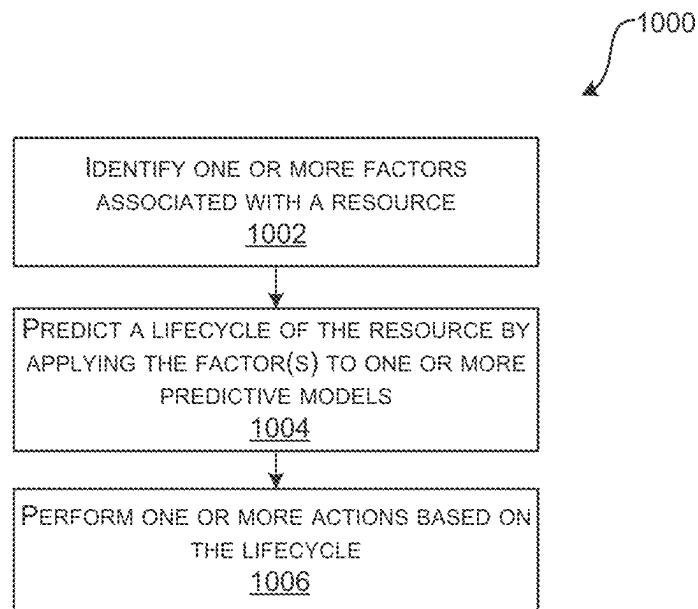 1000
IDENTIFY ONE OR MORE FACTORS
ASSOCIATED WITH A RESOURCE
1002
PREDICT A LIFECYCLE OF THE RESOURCE BY
APPLYING THE FACTOR(S) TO ONE OR MORE
PREDICTIVE MODELS
1004
PERFORM ONE OR MORE ACTIONS BASED ON
THE LIFECYCLE
1006